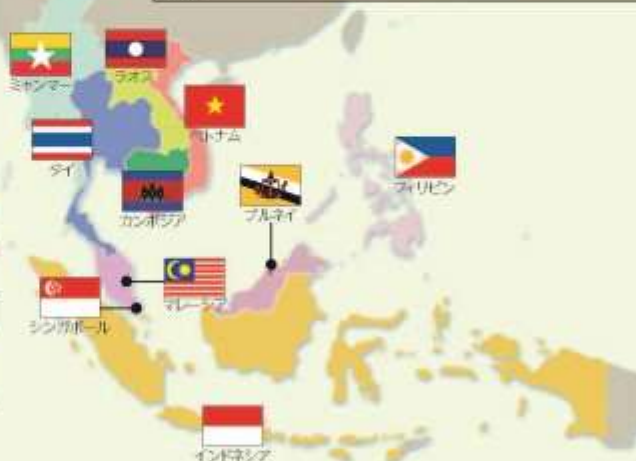 ミャンマー
ラオス
ベトナム
タイ
カンボジア
ブルネイ
フィリピン
マレーシア
シンガポール
インドネシア